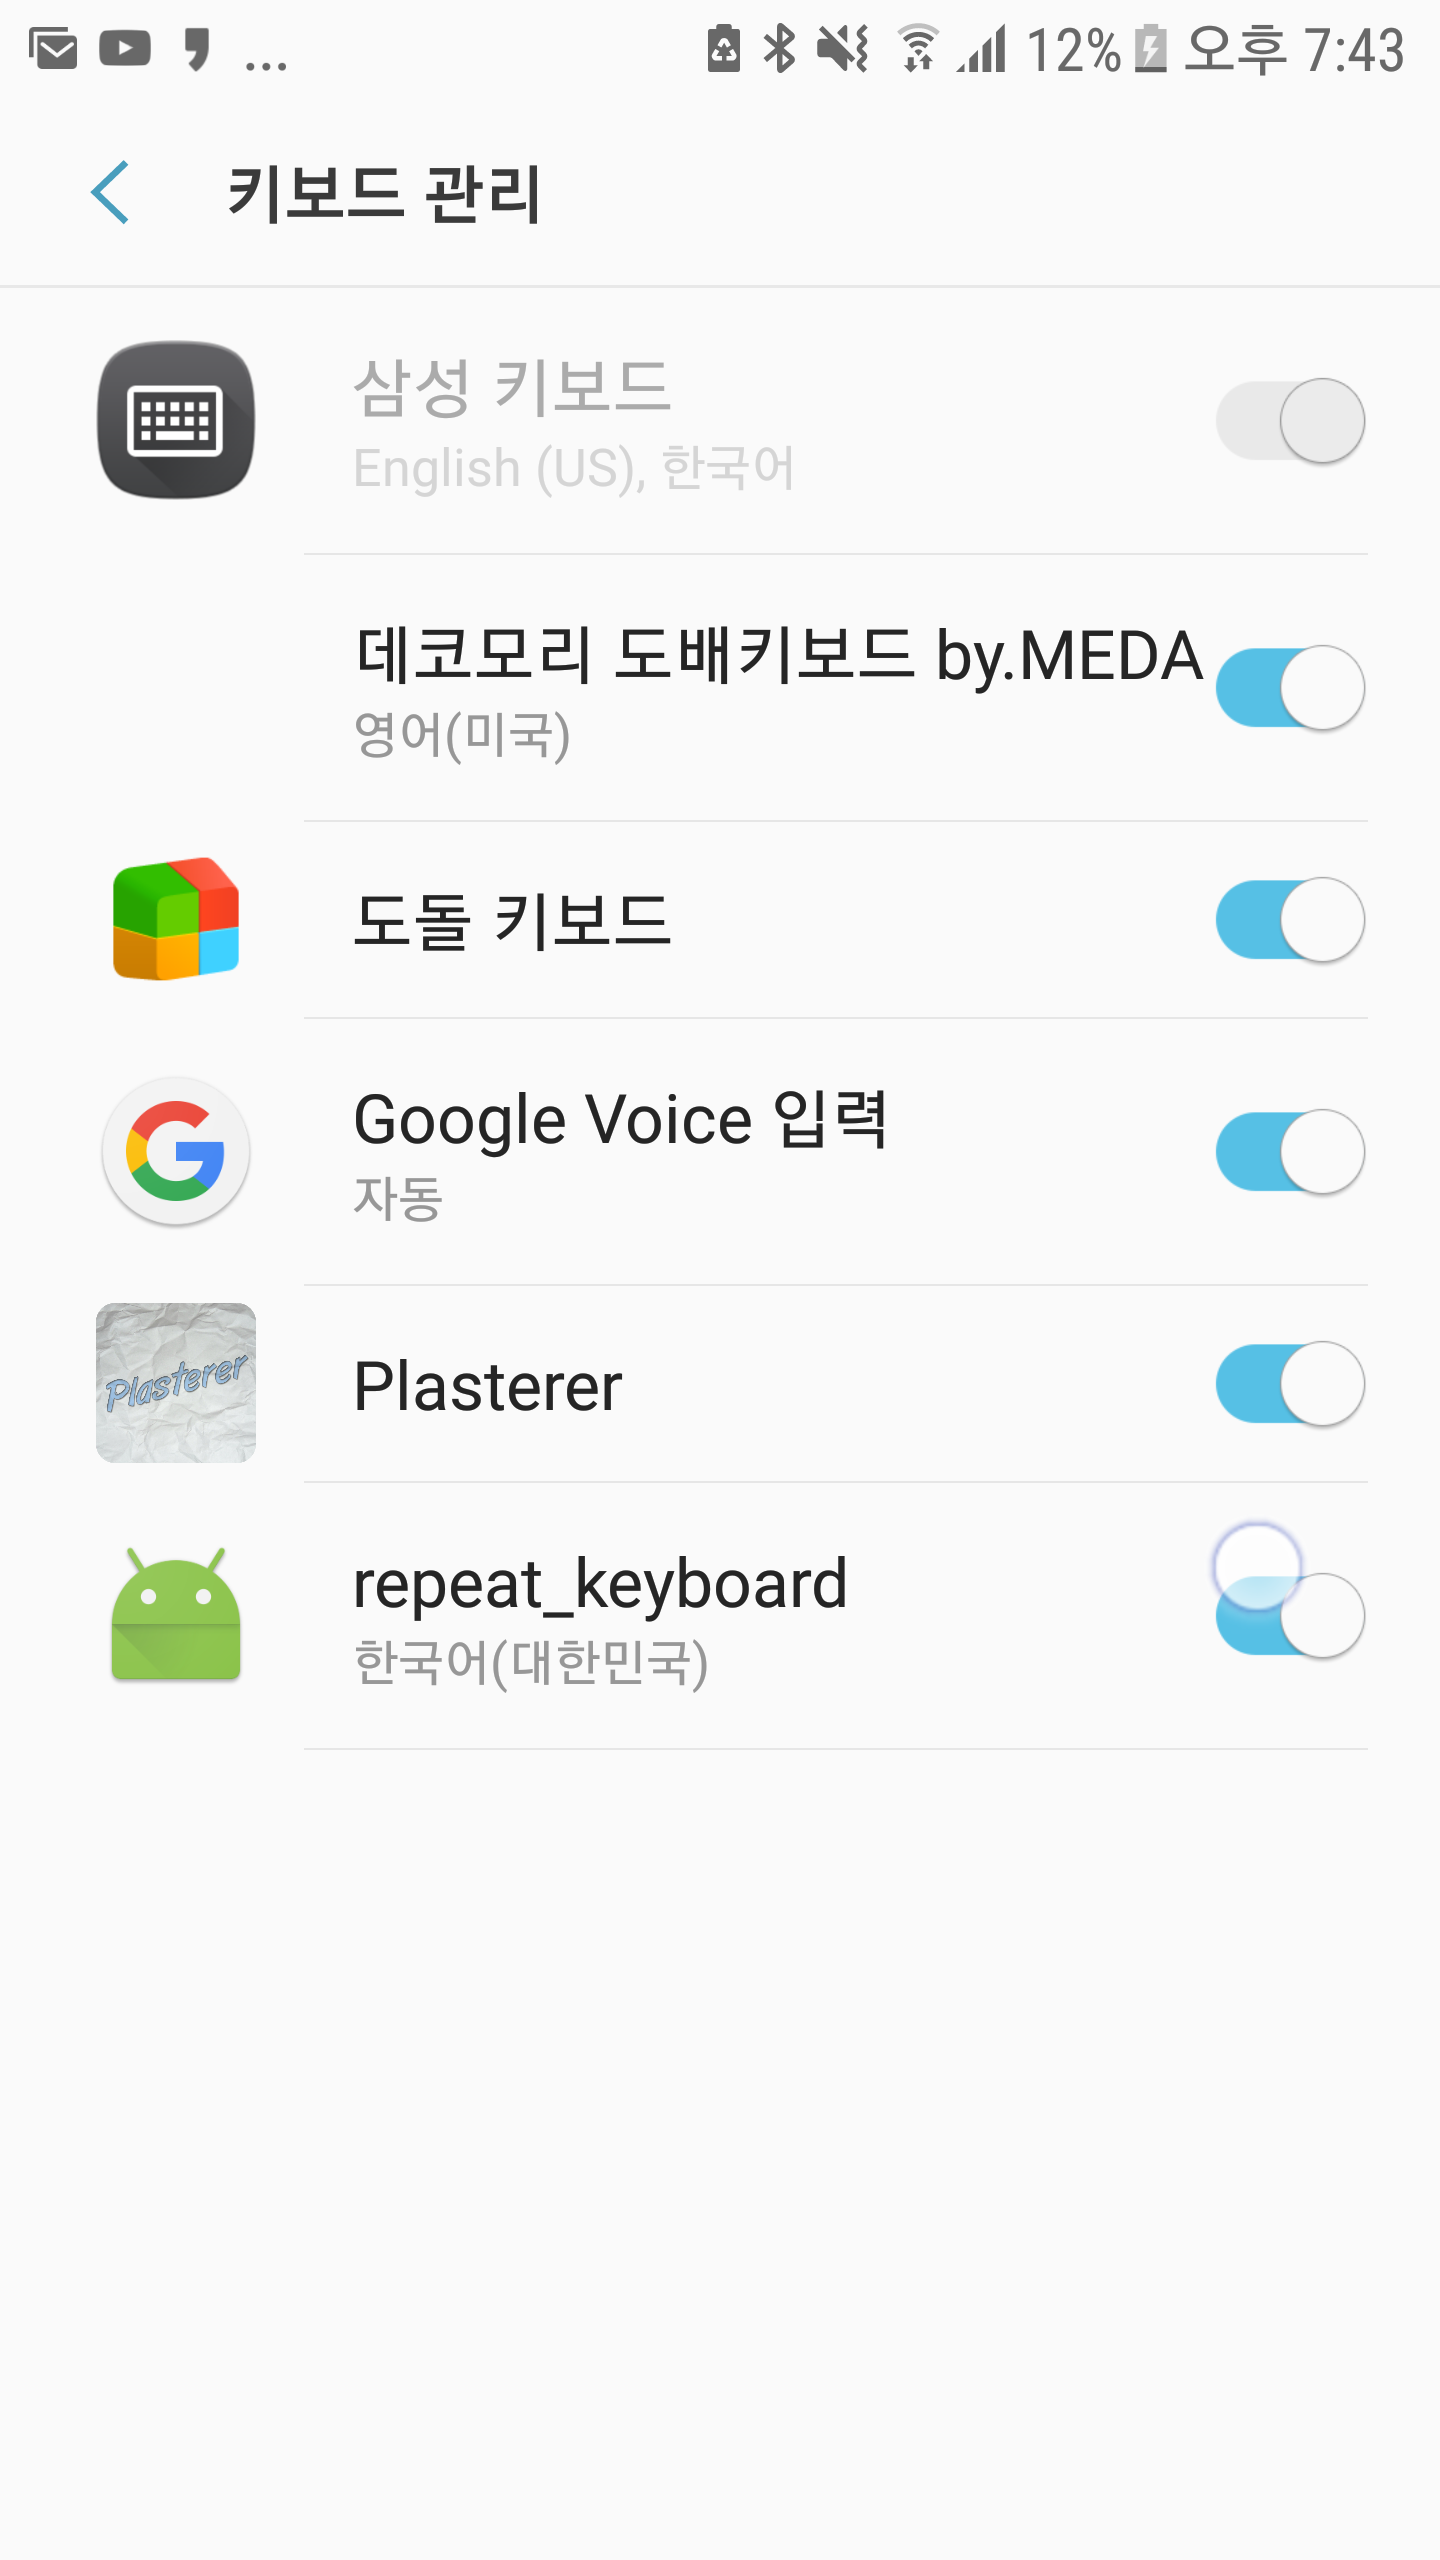 ... 12% 오후 7:43
키보드 관리
삼성 키보드
English (US), 한국어
데코모리 도배키보드 by.MEDA
영어(미국)
도돌 키보드
Google Voice 입력
자동
Plasterer
Plasterer
repeat_keyboard
한국어(대한민국)